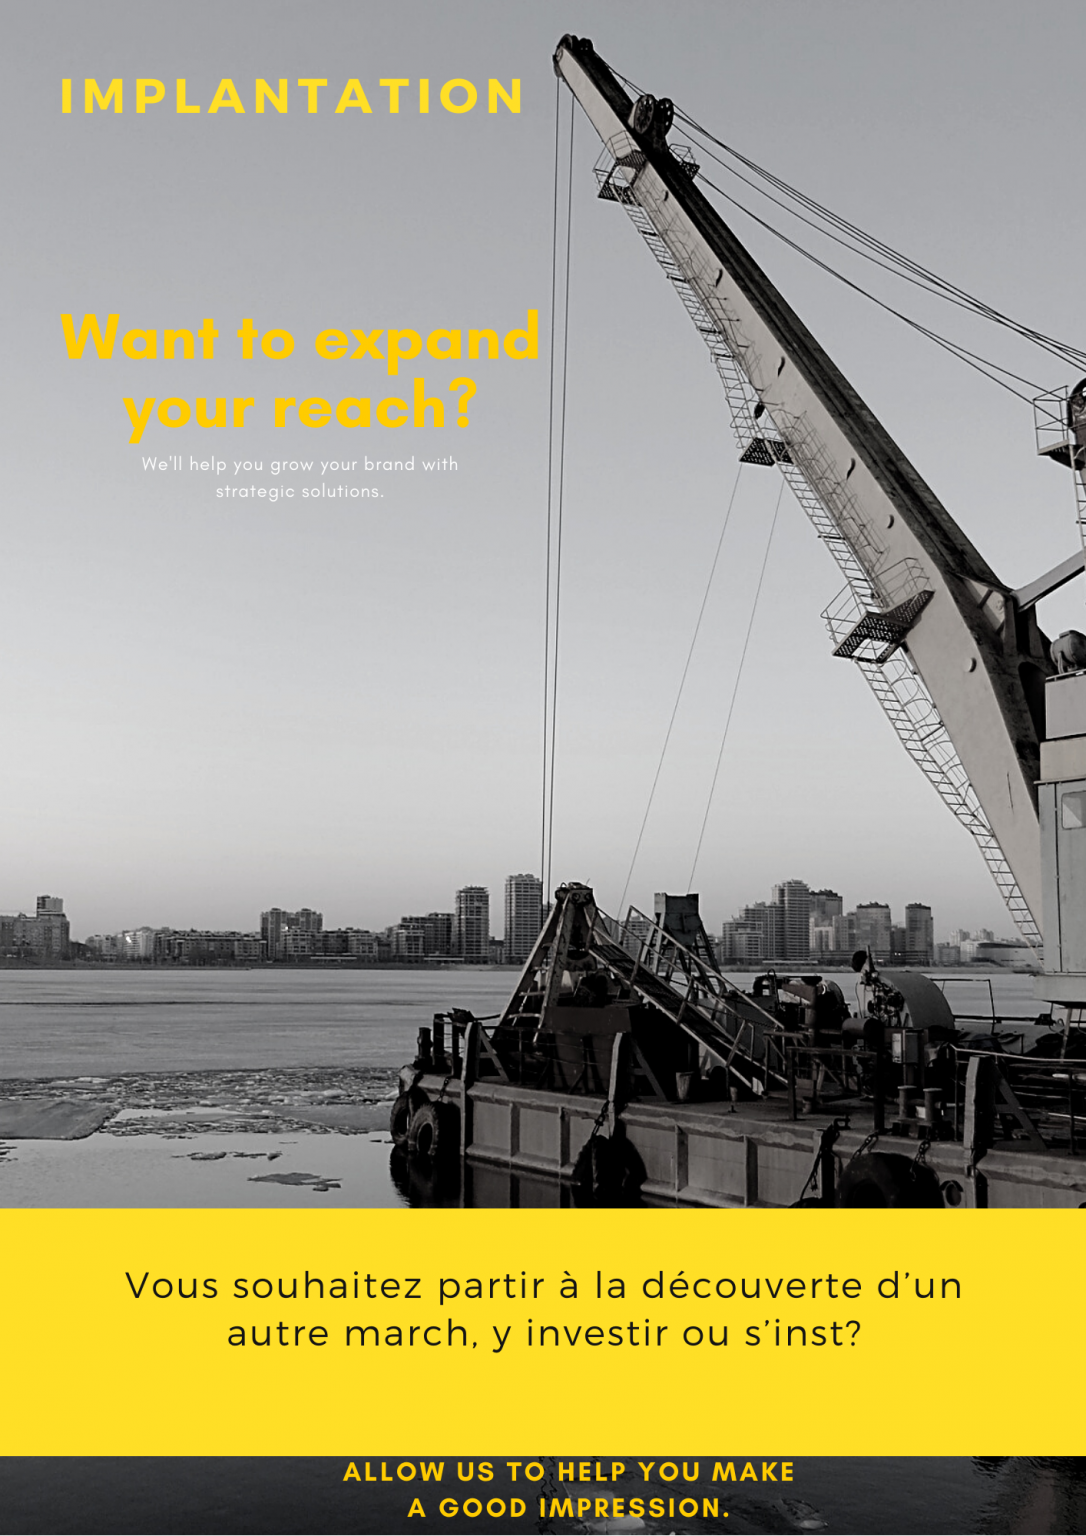 IMPLANTATION
Want to expand
your reach?
We'll help you grow your brand with
strategic solutions.
Vous souhaitez partir à la découverte d’un
autre march, y investir ou s’inst?
ALLOW US TO HELP YOU MAKE
A GOOD IMPRESSION.